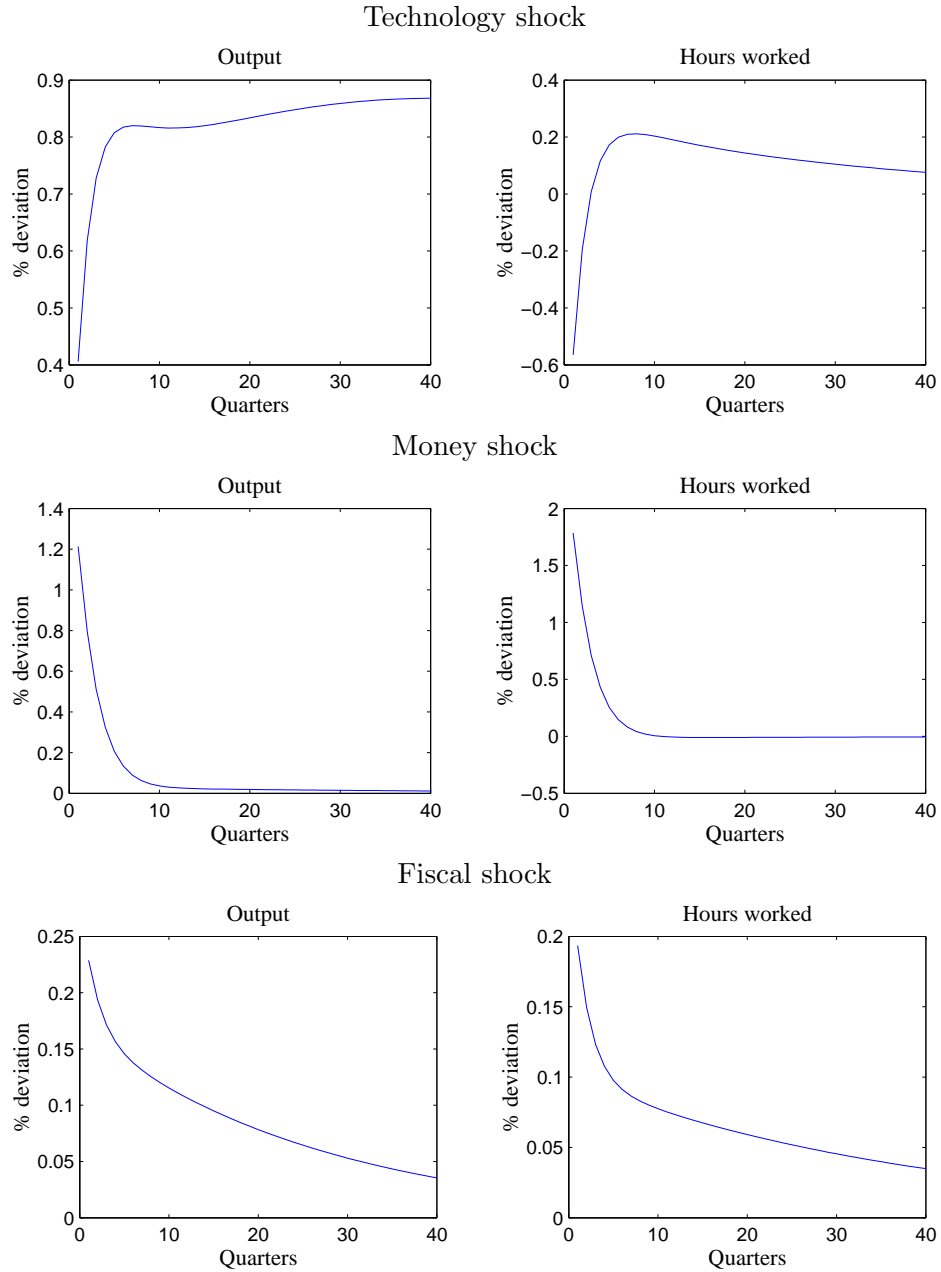 Technology shock
Output
Hours worked
0.9
0.8
0.7
0.6
0.5
0.4
% deviation
0 10 20 30 40
Quarters
0.4
0.2
0
−0.2
−0.4
−0.6
% deviation
0 10 20 30 40
Quarters
Money shock
Output
Hours worked
1.4
1.2
1
0.8
0.6
0.4
0.2
0
% deviation
0 10 20 30 40
Quarters
2
1.5
1
0.5
0
−0.5
% deviation
0 10 20 30 40
Quarters
Fiscal shock
Output
Hours worked
0.25
0.2
0.15
0.1
0.05
0
% deviation
0 10 20 30 40
Quarters
0.2
0.15
0.1
0.05
0
% deviation
0 10 20 30 40
Quarters